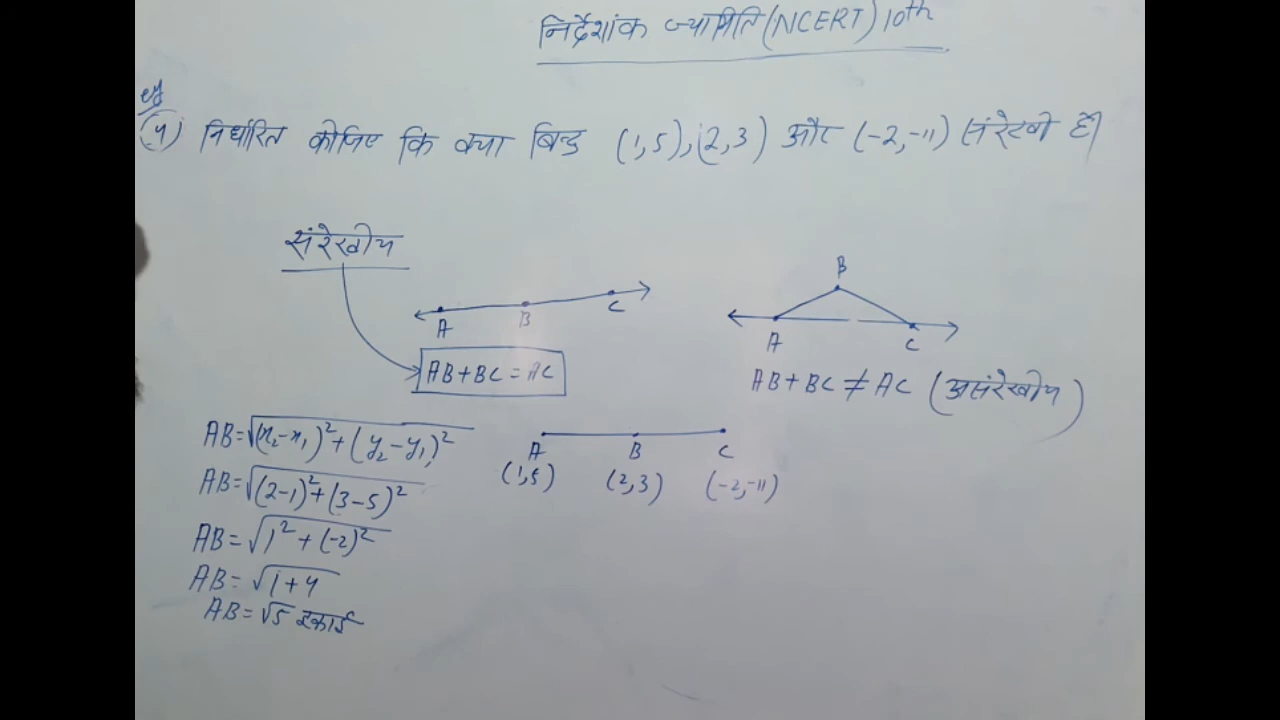 निर्देशांक ज्यामिति (NCERT) 10th
(4) निर्धारित कीजिए कि क्या बिन्दु (1,5), (2,3) और (-2,-11) संरेखी हैं।
संरेखीय
B
A B C
A C
AB+BC=AC
AB+BC≠AC (असंरेखीय)
AB=√(x₂-x₁)²+(y₂-y₁)²
A B C
(1,5) (2,3) (-2,-11)
AB=√(2-1)²+(3-5)²
AB=√1²+(-2)²
AB=√1+4
AB=√5 इकाई